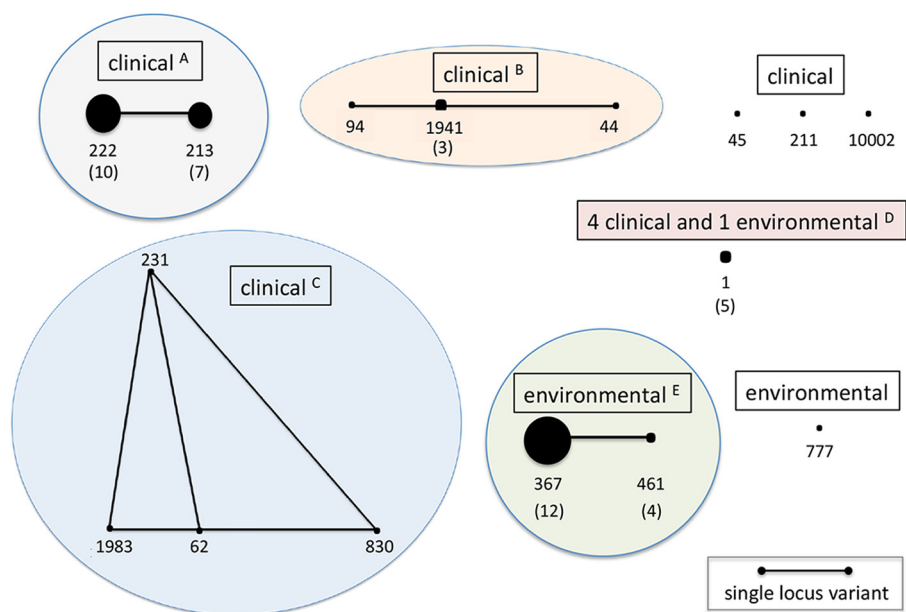 clinical A
222
(10)
213
(7)
clinical B
94
1941
(3)
44
clinical
45
211
10002
4 clinical and 1 environmental D
1
(5)
clinical C
231
1983
62
830
environmental E
367
(12)
461
(4)
environmental
777
single locus variant